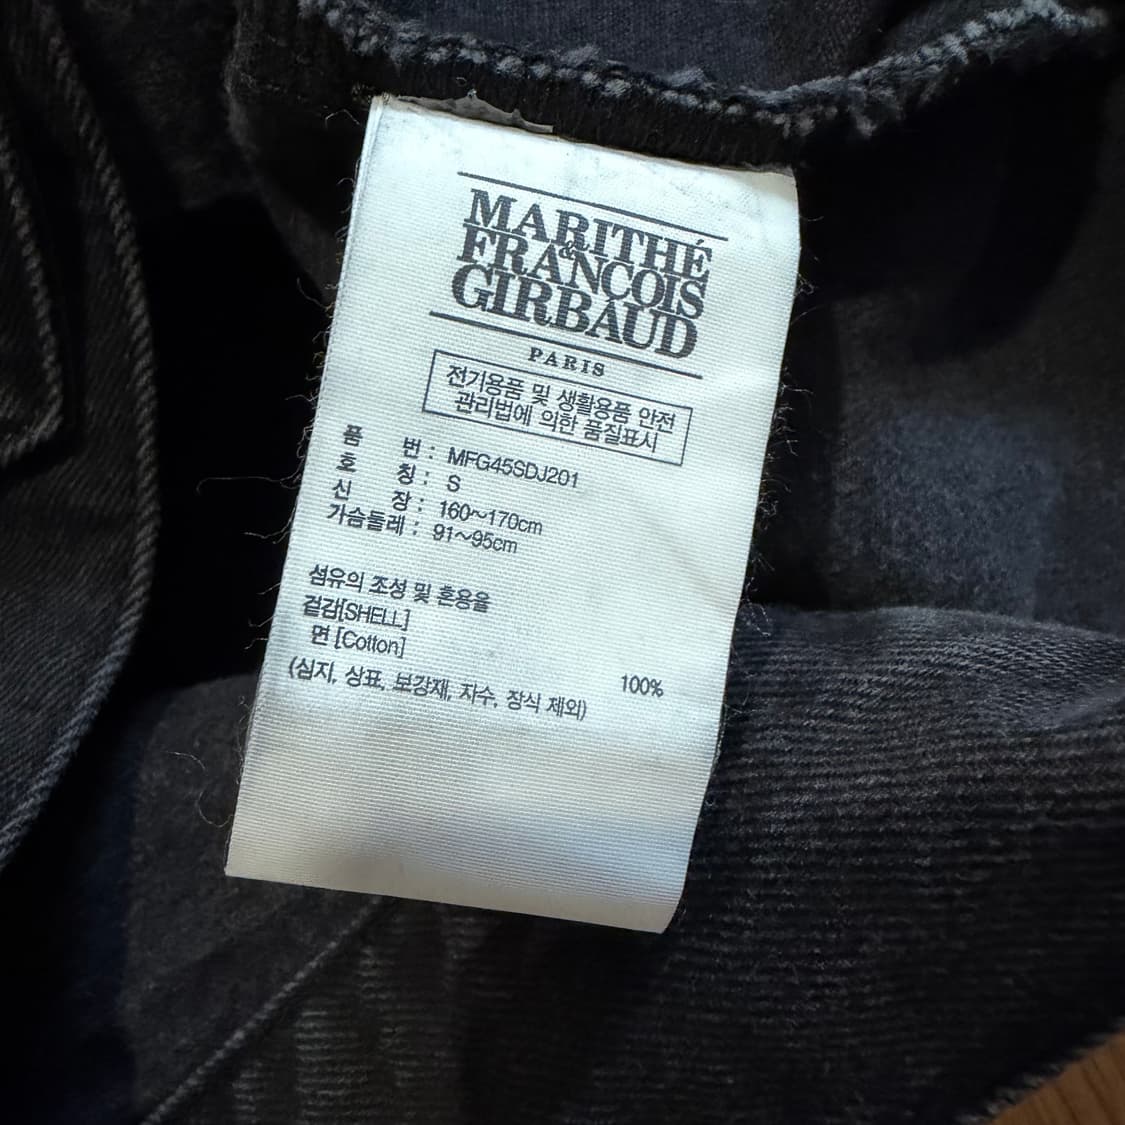 MARITHÉ
&
FRANCOIS
GIRBAUD
PARIS
전기용품 및 생활용품 안전
관리법에 의한 품질표시
품 번 : MFG45SDJ201
호 칭 : S
신 장 : 160~170cm
가슴둘레 : 91~95cm
섬유의 조성 및 혼용율
겉감[SHELL]
면 [Cotton] 100%
(심지, 상표, 보강재, 자수, 장식 제외)